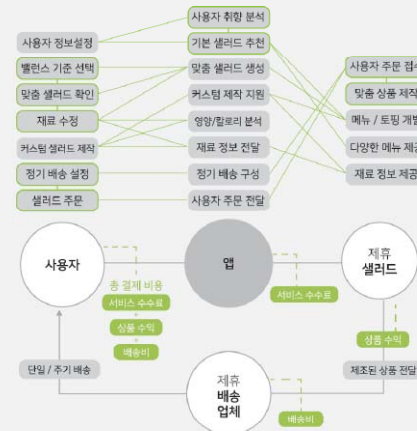 사용자 정보설정
밸런스 기준 선택
맞춤 샐러드 확인
재료 수정
커스텀 샐러드 제작
정기 배송 설정
샐러드 주문
사용자 취향 분석
기본 샐러드 추천
맞춤 샐러드 생성
커스텀 제작 지원
영양/칼로리 분석
재료 정보 전달
정기 배송 구성
사용자 주문 전달
사용자 주문 접수
맞춤 상품 제작
메뉴 / 토핑 개발
다양한 메뉴 제공
재료 정보 제공
사용자
앱
제휴
샐러드
총 결제 비용
서비스 수수료
상품 수익
배송비
서비스 수수료
상품 수익
단일 / 주기 배송
제조된 상품 전달
제휴
배송
업체
배송비